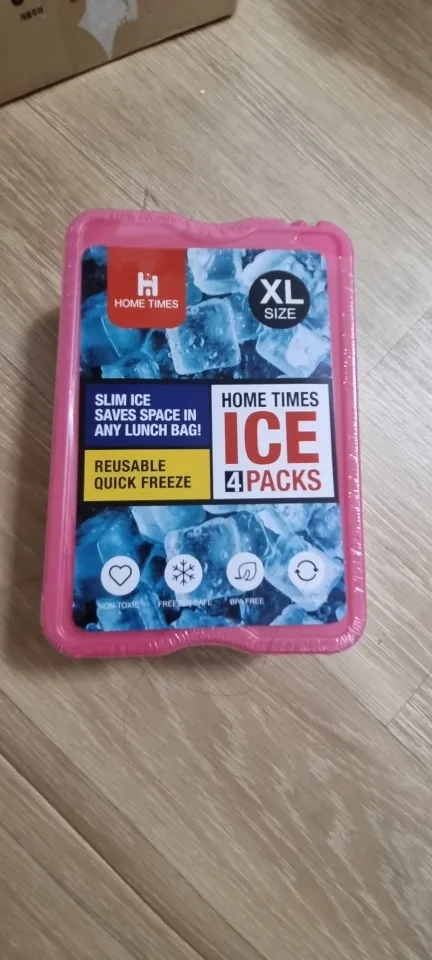 HOME TIMES
XL
SIZE
SLIM ICE
SAVES SPACE IN
ANY LUNCH BAG!
REUSABLE
QUICK FREEZE
HOME TIMES
ICE
4 PACKS
NON-TOXIC
FREEZER SAFE
BPA FREE